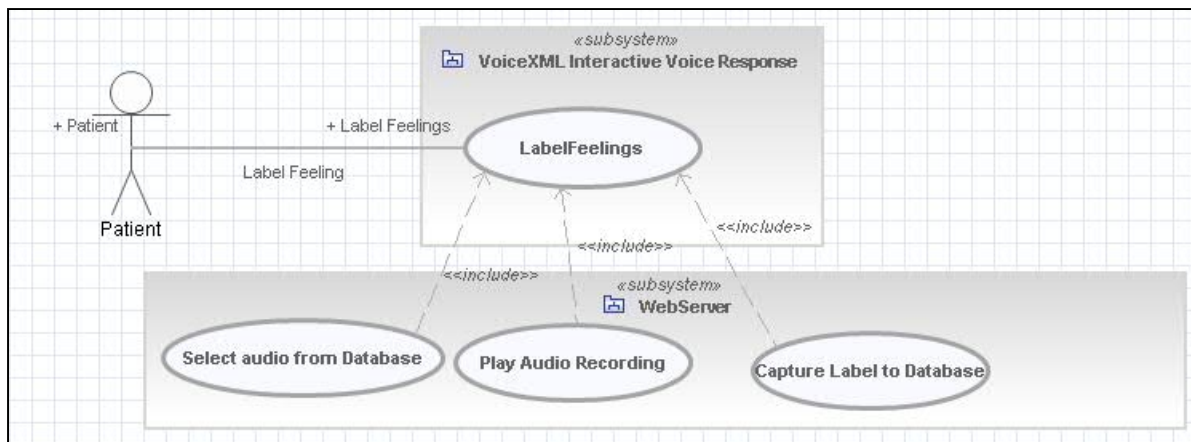 «subsystem»
VoiceXML Interactive Voice Response
+ Patient
+ Label Feelings
LabelFeelings
Label Feeling
Patient
<<include>>
<<include>>
<<include>>
«subsystem»
WebServer
Select audio from Database
Play Audio Recording
Capture Label to Database